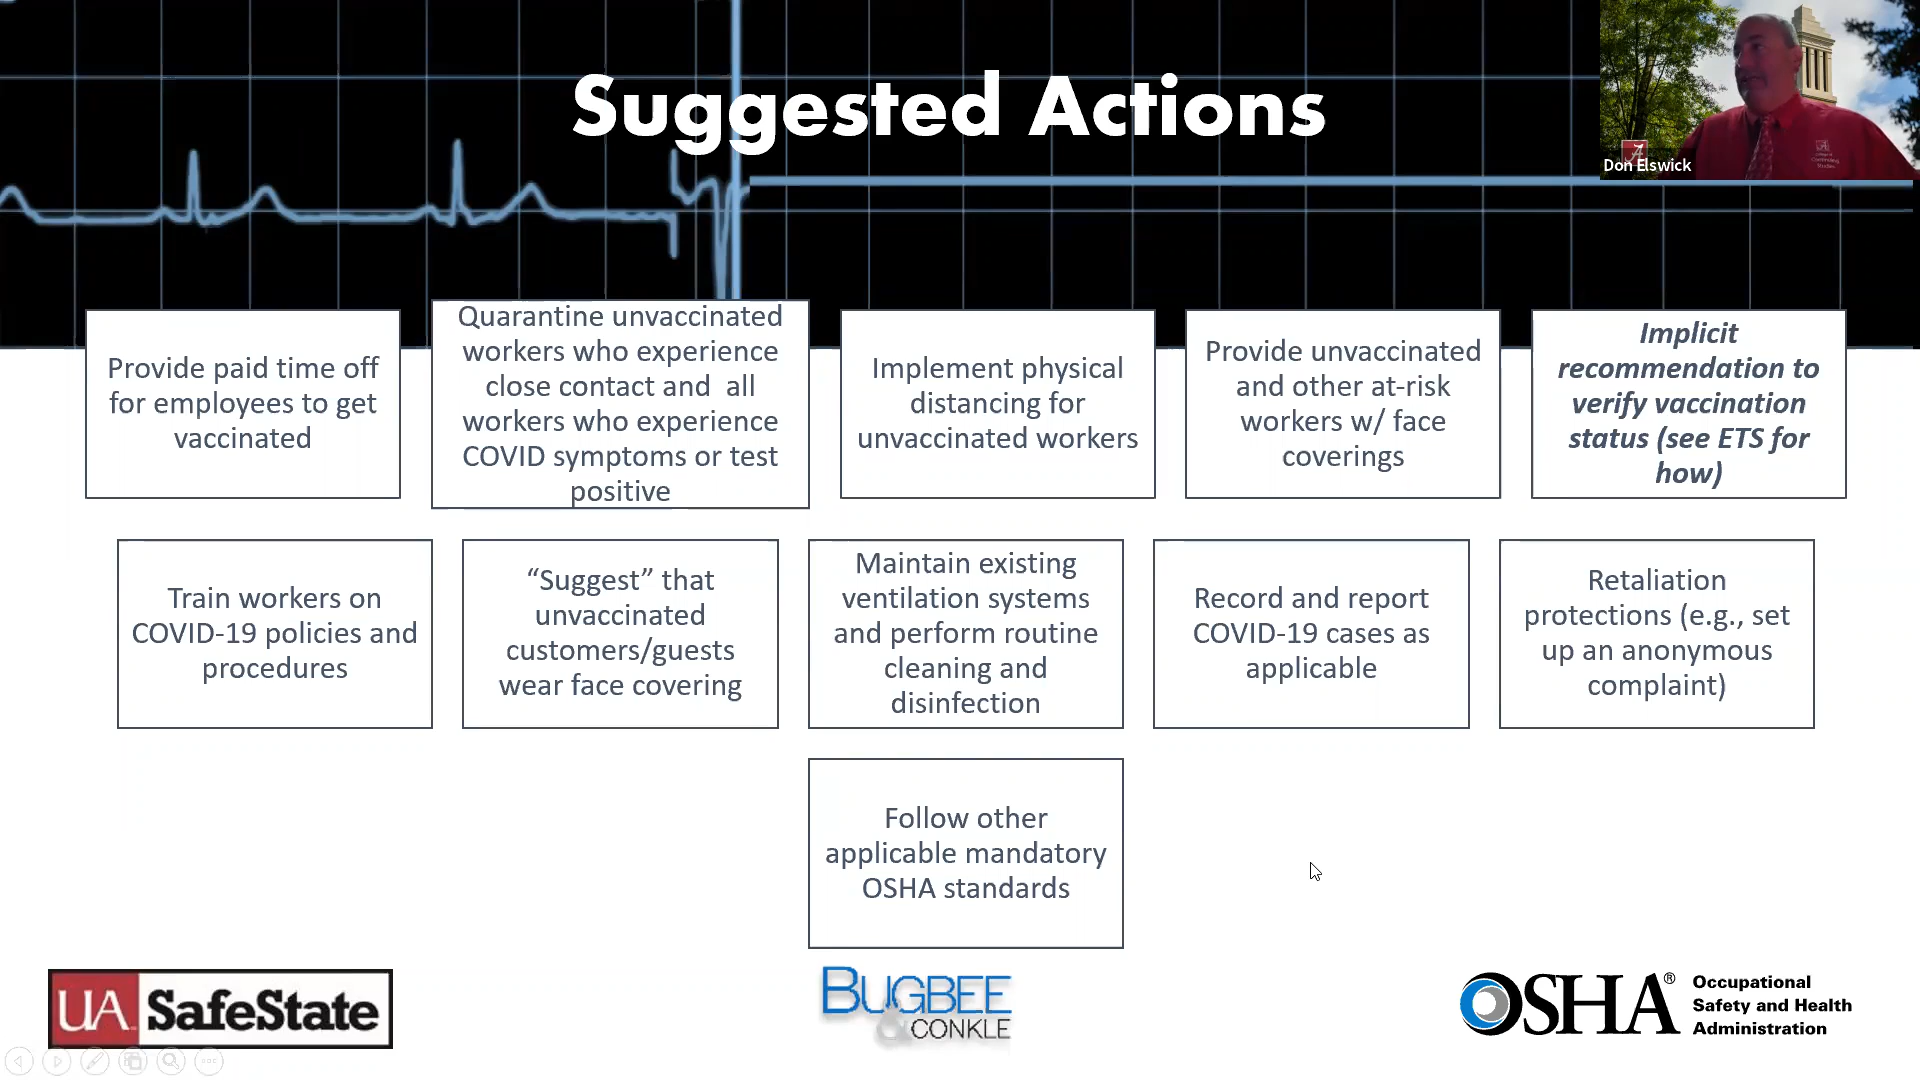 Suggested Actions
Don Elswick
Provide paid time off
for employees to get
vaccinated
Quarantine unvaccinated
workers who experience
close contact and  all
workers who experience
COVID symptoms or test
positive
Implement physical
distancing for
unvaccinated workers
Provide unvaccinated
and other at-risk
workers w/ face
coverings
Implicit
recommendation to
verify vaccination
status (see ETS for
how)
Train workers on
COVID-19 policies and
procedures
“Suggest” that
unvaccinated
customers/guests
wear face covering
Maintain existing
ventilation systems
and perform routine
cleaning and
disinfection
Record and report
COVID-19 cases as
applicable
Retaliation
protections (e.g., set
up an anonymous
complaint)
Follow other
applicable mandatory
OSHA standards
UA SafeState
BUGBEE
& CONKLE
OSHA®
Occupational
Safety and Health
Administration